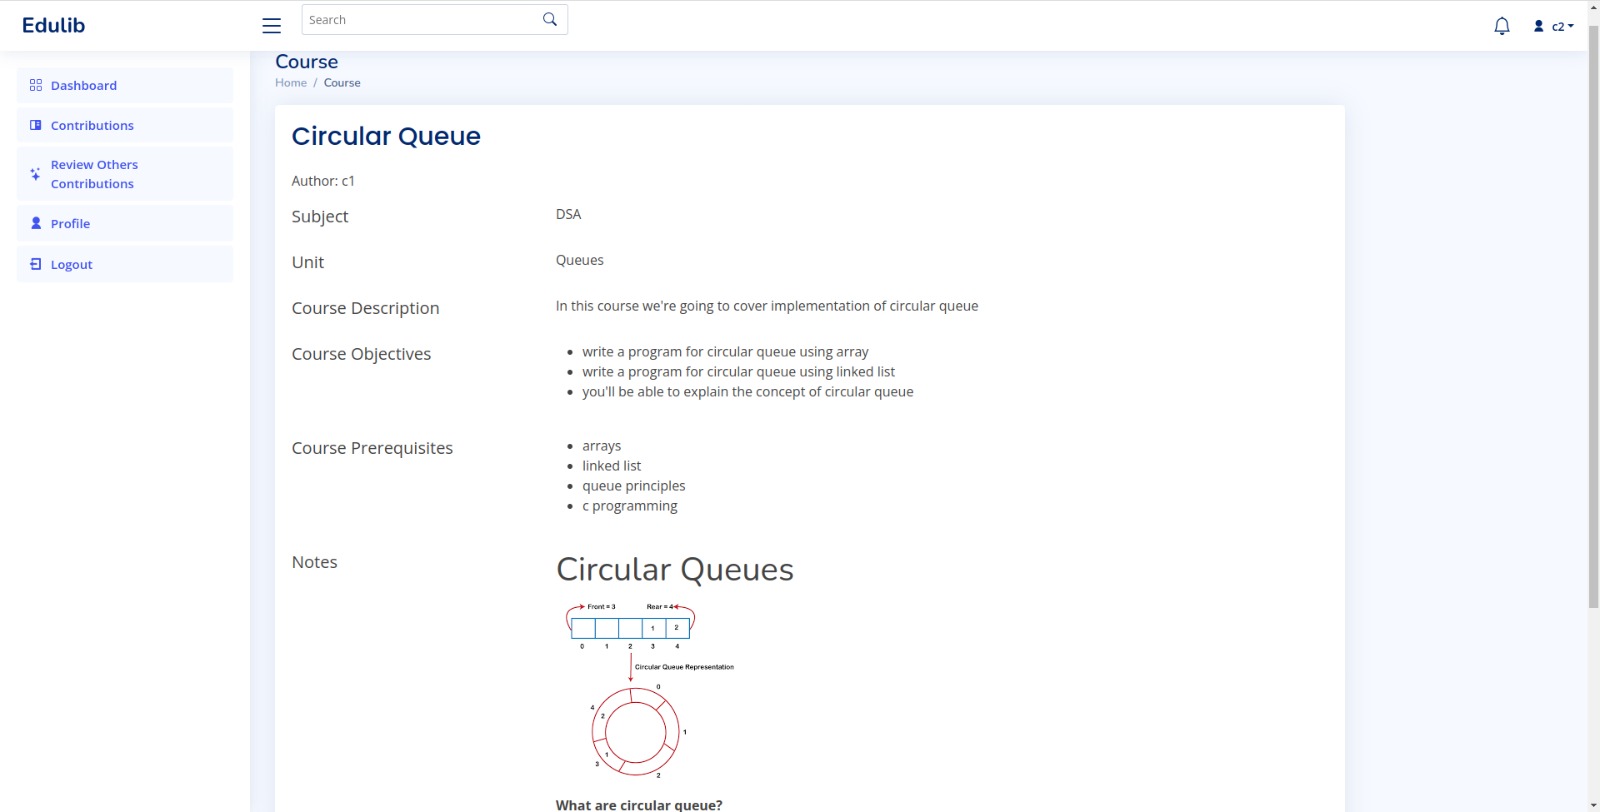 Edulib
Search
c2
Dashboard
Contributions
Review Others
Contributions
Profile
Logout
Course
Home / Course
Circular Queue
Author: c1
Subject
DSA
Unit
Queues
Course Description
In this course we're going to cover implementation of circular queue
Course Objectives
write a program for circular queue using array
write a program for circular queue using linked list
you'll be able to explain the concept of circular queue
Course Prerequisites
arrays
linked list
queue principles
c programming
Notes
Circular Queues
Front = 3 Rear = 4
1 2
0 1 2 3 4
Circular Queue Representation
0
4
2
1
1
3
2
What are circular queue?